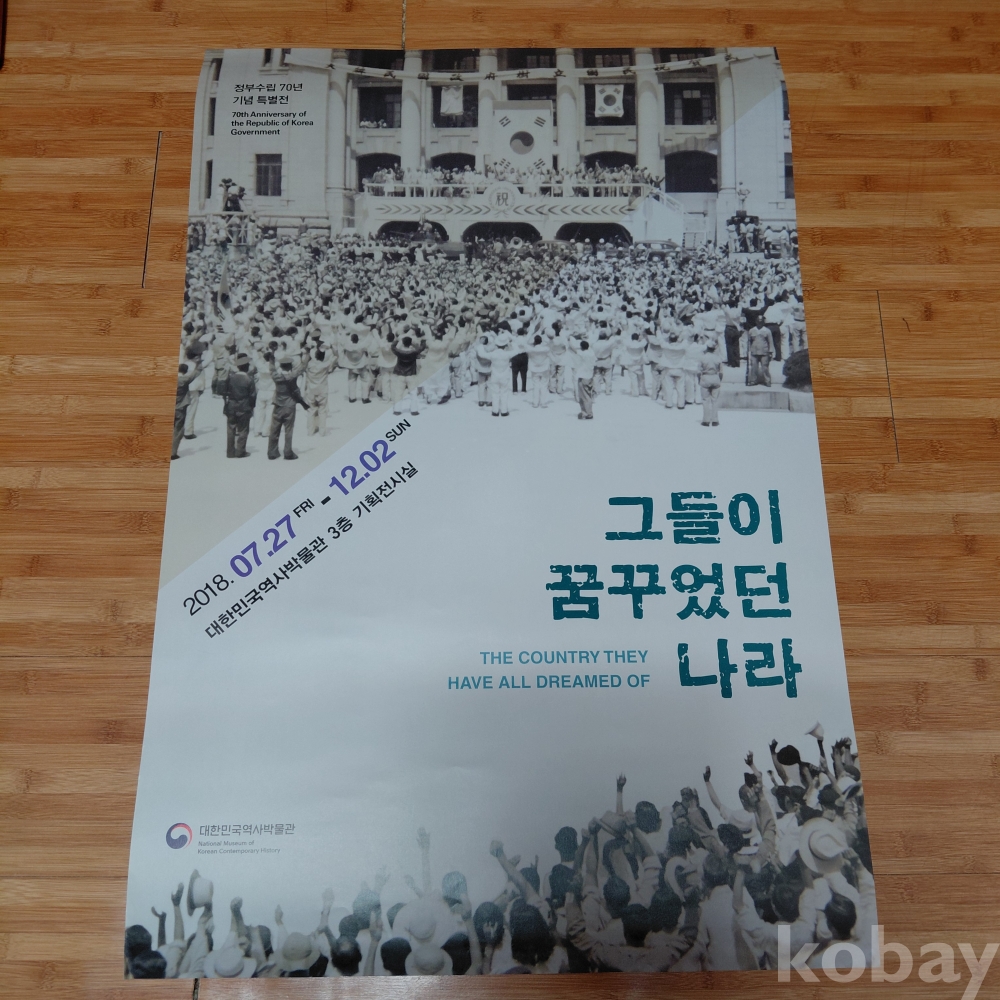 정부수립 70년
기념 특별전
70th Anniversary of
the Republic of Korea
Government
祝
2018. 07.27 FRI - 12.02 SUN
대한민국역사박물관 3층 기획전시실
그들이
꿈꾸었던
나라
THE COUNTRY THEY
HAVE ALL DREAMED OF
대한민국역사박물관
National Museum of
Korean Contemporary History
kobay